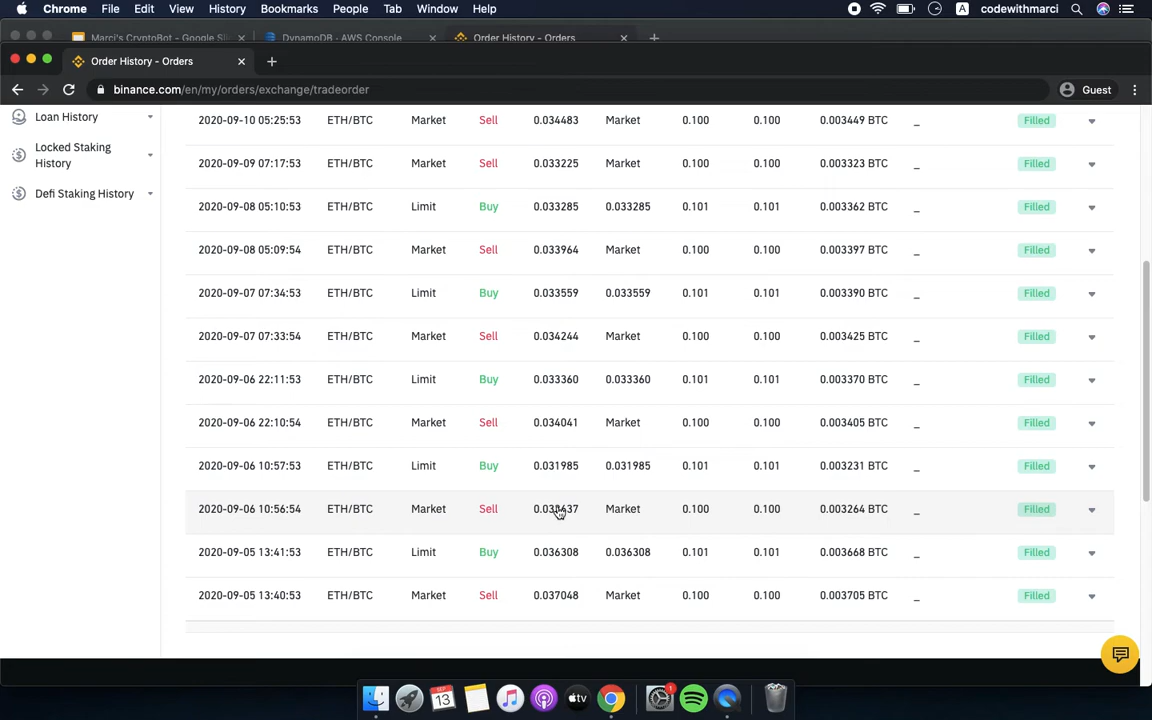 Chrome File Edit View History Bookmarks People Tab Window Help A codewithmarci
Marci's CryptoBot - Google Sli DynamoDB · AWS Console Order History - Orders
Order History - Orders
binance.com/en/my/orders/exchange/tradeorder Guest
Loan History
Locked Staking
History
Defi Staking History
2020-09-10 05:25:53 ETH/BTC Market Sell 0.034483 Market 0.100 0.100 0.003449 BTC _ Filled
2020-09-09 07:17:53 ETH/BTC Market Sell 0.033225 Market 0.100 0.100 0.003323 BTC _ Filled
2020-09-08 05:10:53 ETH/BTC Limit Buy 0.033285 0.033285 0.101 0.101 0.003362 BTC _ Filled
2020-09-08 05:09:54 ETH/BTC Market Sell 0.033964 Market 0.100 0.100 0.003397 BTC _ Filled
2020-09-07 07:34:53 ETH/BTC Limit Buy 0.033559 0.033559 0.101 0.101 0.003390 BTC _ Filled
2020-09-07 07:33:54 ETH/BTC Market Sell 0.034244 Market 0.100 0.100 0.003425 BTC _ Filled
2020-09-06 22:11:53 ETH/BTC Limit Buy 0.033360 0.033360 0.101 0.101 0.003370 BTC _ Filled
2020-09-06 22:10:54 ETH/BTC Market Sell 0.034041 Market 0.100 0.100 0.003405 BTC _ Filled
2020-09-06 10:57:53 ETH/BTC Limit Buy 0.031985 0.031985 0.101 0.101 0.003231 BTC _ Filled
2020-09-06 10:56:54 ETH/BTC Market Sell Market 0.100 0.100 0.003264 BTC _ Filled
2020-09-05 13:41:53 ETH/BTC Limit Buy 0.036308 0.036308 0.101 0.101 0.003668 BTC _ Filled
2020-09-05 13:40:53 ETH/BTC Market Sell 0.037048 Market 0.100 0.100 0.003705 BTC _ Filled
SEP
13
tv
1